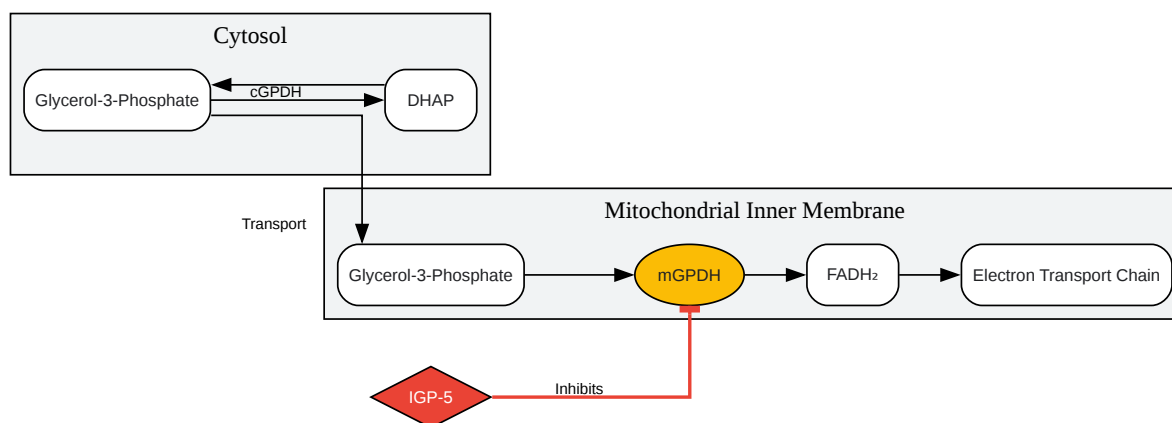 Cytosol
Glycerol-3-Phosphate
cGPDH
DHAP
Transport
Mitochondrial Inner Membrane
Glycerol-3-Phosphate
mGPDH
FADH₂
Electron Transport Chain
IGP-5
Inhibits